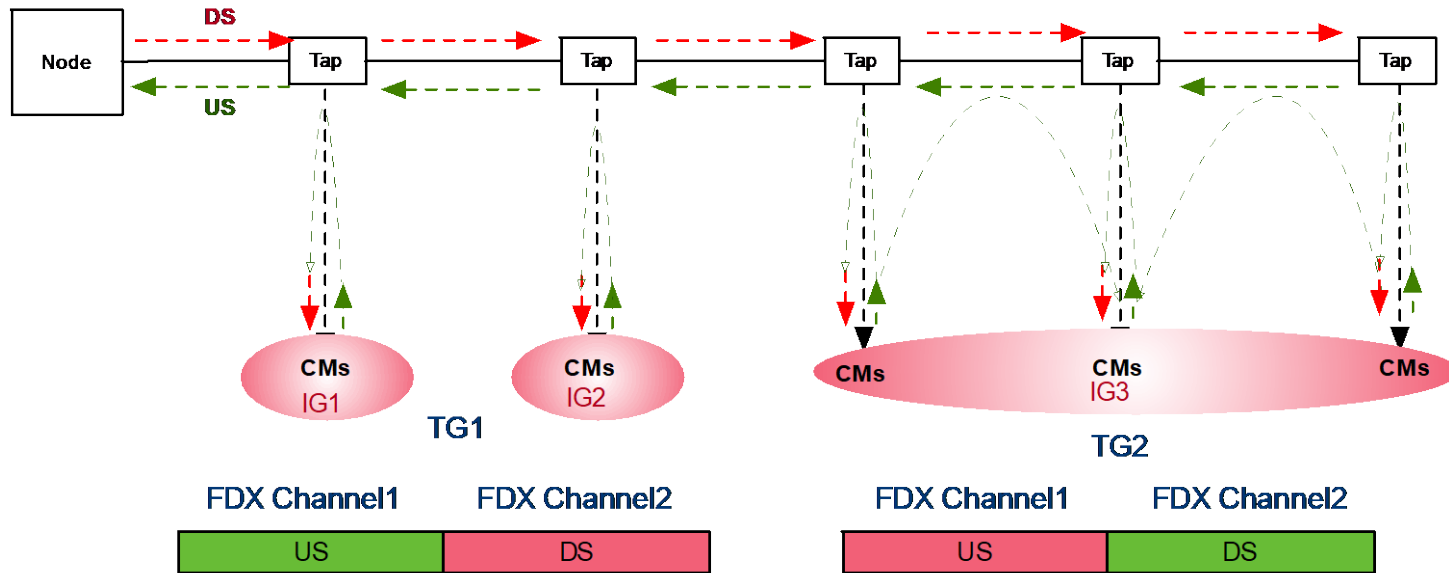 DS
Node
Tap
Tap
Tap
Tap
Tap
US
CMs
IG1
CMs
IG2
CMs
CMs
IG3
CMs
TG1
TG2
FDX Channel1
FDX Channel2
FDX Channel1
FDX Channel2
US
DS
US
DS